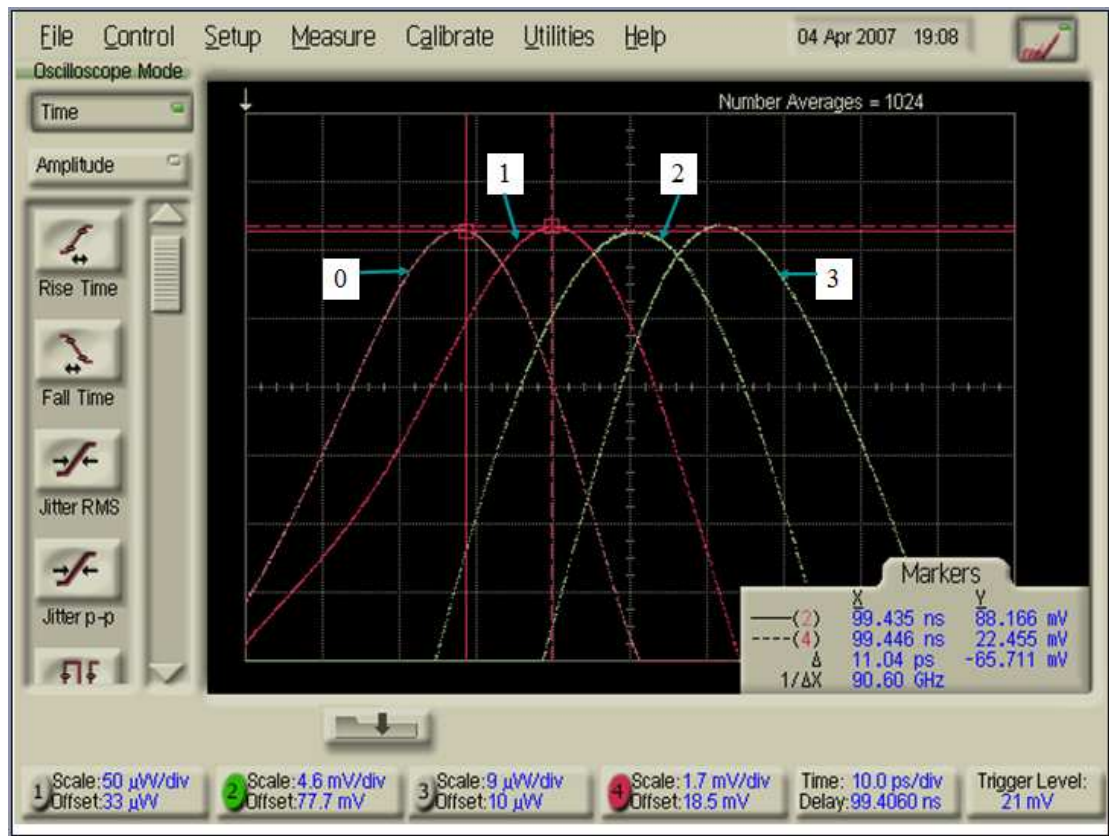 File Control Setup Measure Calibrate Utilities Help 04 Apr 2007 19:08
Oscilloscope Mode
Time
Amplitude
Rise Time
Fall Time
Jitter RMS
Jitter p-p
Number Averages = 1024
1
2
0
3
Markers
X Y
(2) 99.435 ns 88.166 mV
----(4) 99.446 ns 22.455 mV
Δ 11.04 ps -65.711 mV
1/ΔX 90.60 GHz
1 Scale:50 μW/div
Offset:33 μW
2 Scale:4.6 mV/div
Offset:77.7 mV
3 Scale:9 μW/div
Offset:10 μW
4 Scale:1.7 mV/div
Offset:18.5 mV
Time: 10.0 ps/div
Delay:99.4060 ns
Trigger Level:
21 mV